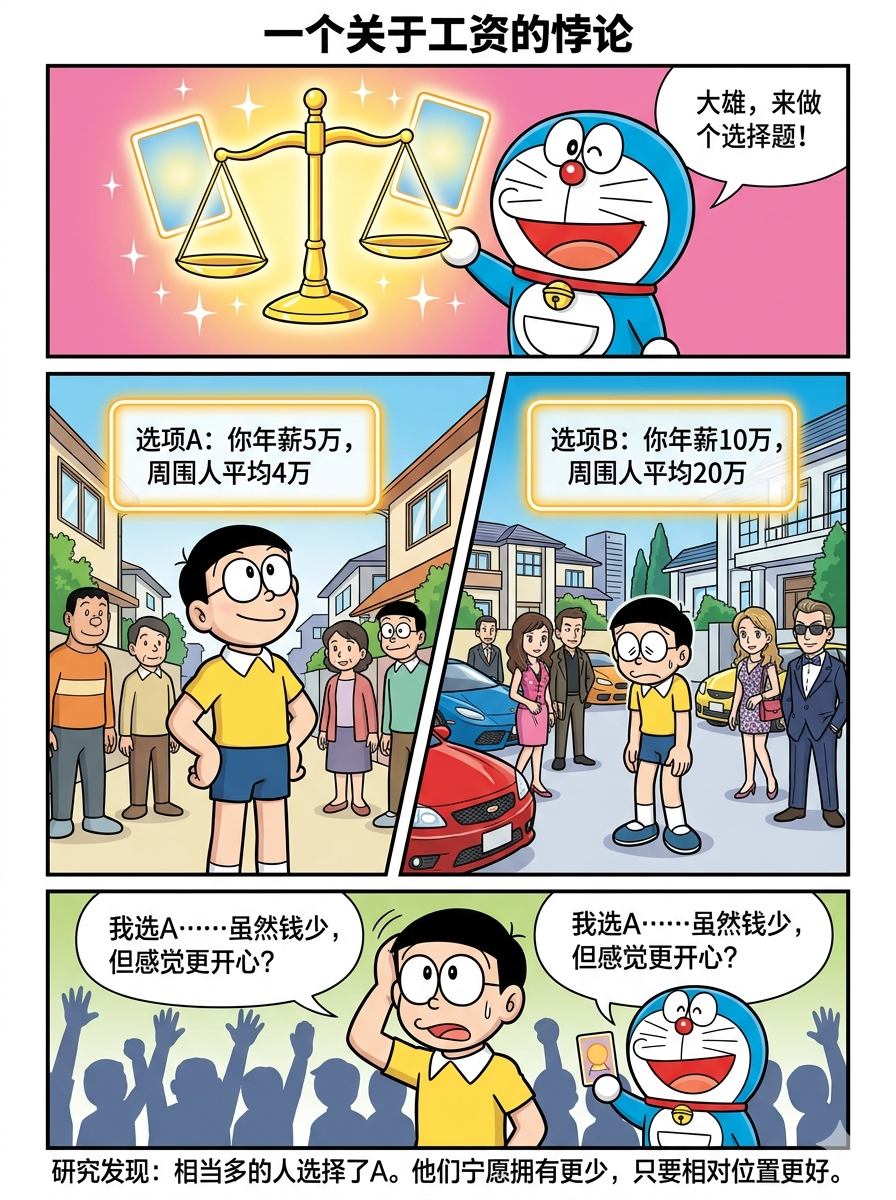 一个关于工资的悖论
大雄，来做
个选择题！
选项A：你年薪5万，
周围人平均4万
选项B：你年薪10万，
周围人平均20万
我选A……虽然钱少，
但感觉更开心？
我选A……虽然钱少，
但感觉更开心？
研究发现：相当多的人选择了A。他们宁愿拥有更少，只要相对位置更好。